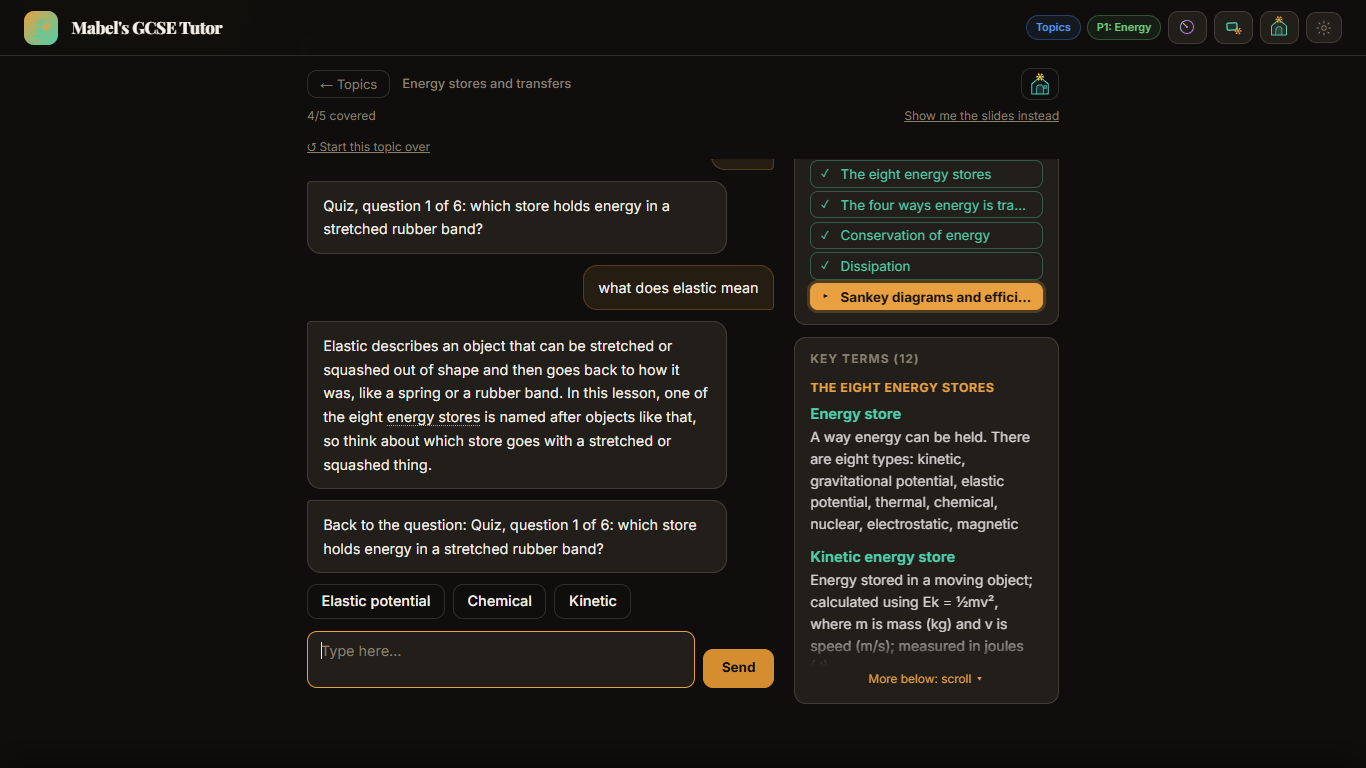 Mabel's GCSE Tutor
Topics
P1: Energy
← Topics
Energy stores and transfers
4/5 covered
Show me the slides instead
↺ Start this topic over
Quiz, question 1 of 6: which store holds energy in a
stretched rubber band?
what does elastic mean
Elastic describes an object that can be stretched or
squashed out of shape and then goes back to how it
was, like a spring or a rubber band. In this lesson, one of
the eight energy stores is named after objects like that,
so think about which store goes with a stretched or
squashed thing.
Back to the question: Quiz, question 1 of 6: which store
holds energy in a stretched rubber band?
Elastic potential
Chemical
Kinetic
Type here...
Send
✓ The eight energy stores
✓ The four ways energy is tra...
✓ Conservation of energy
✓ Dissipation
▸ Sankey diagrams and effici...
KEY TERMS (12)
THE EIGHT ENERGY STORES
Energy store
A way energy can be held. There
are eight types: kinetic,
gravitational potential, elastic
potential, thermal, chemical,
nuclear, electrostatic, magnetic
Kinetic energy store
Energy stored in a moving object;
calculated using Ek = ½mv²,
where m is mass (kg) and v is
speed (m/s); measured in joules
More below: scroll ▾